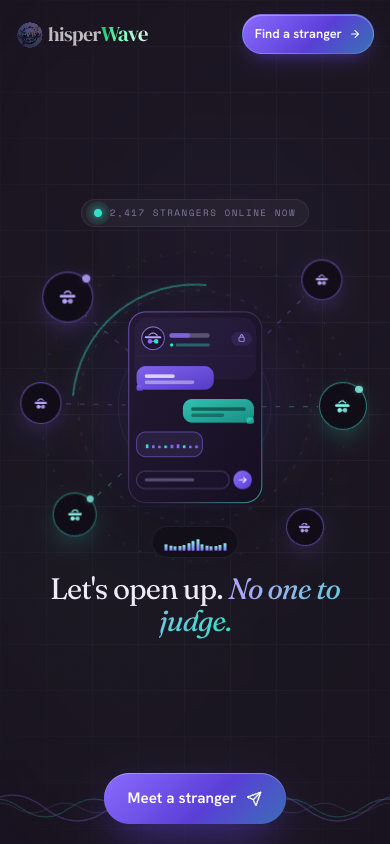 hisperWave
Find a stranger
2,417 STRANGERS ONLINE NOW
Let's open up. No one to
judge.
Meet a stranger